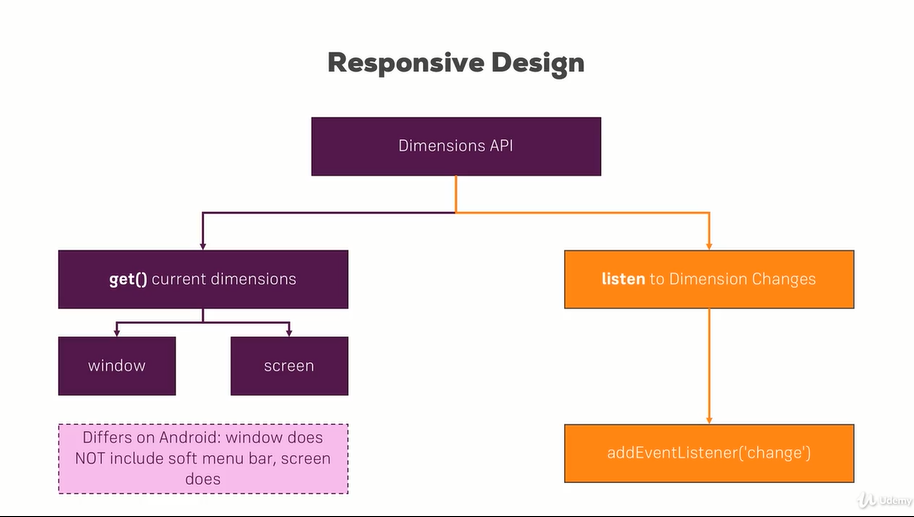 Responsive Design
Dimensions API
get() current dimensions
listen to Dimension Changes
window
screen
Differs on Android: window does
NOT include soft menu bar, screen
does
addEventListener('change')
Udemy